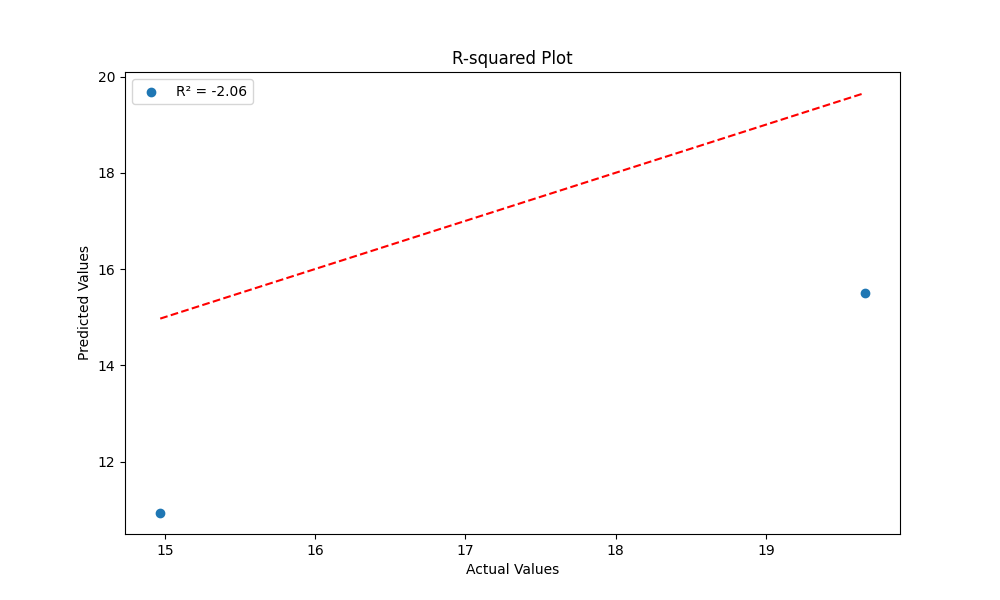 R-squared Plot
R² = -2.06
20
18
16
14
12
Predicted Values
15
16
17
18
19
Actual Values